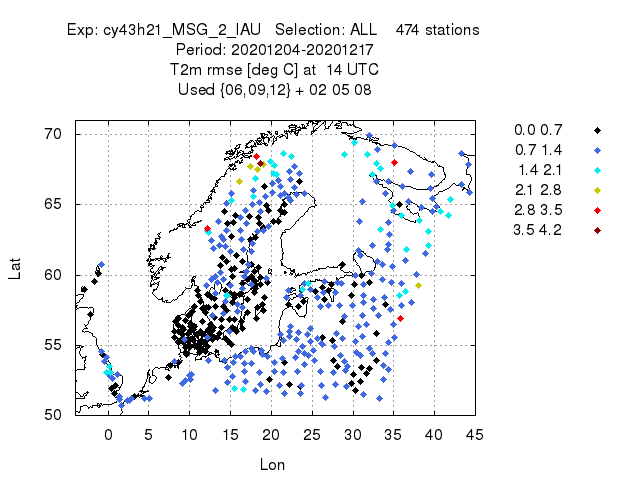 Exp: cy43h21_MSG_2_IAU Selection: ALL 474 stations
Period: 20201204-20201217
T2m rmse [deg C] at 14 UTC
Used {06,09,12} + 02 05 08
0.0 0.7
0.7 1.4
1.4 2.1
2.1 2.8
2.8 3.5
3.5 4.2
Lat
70
65
60
55
50
0 5 10 15 20 25 30 35 40 45
Lon